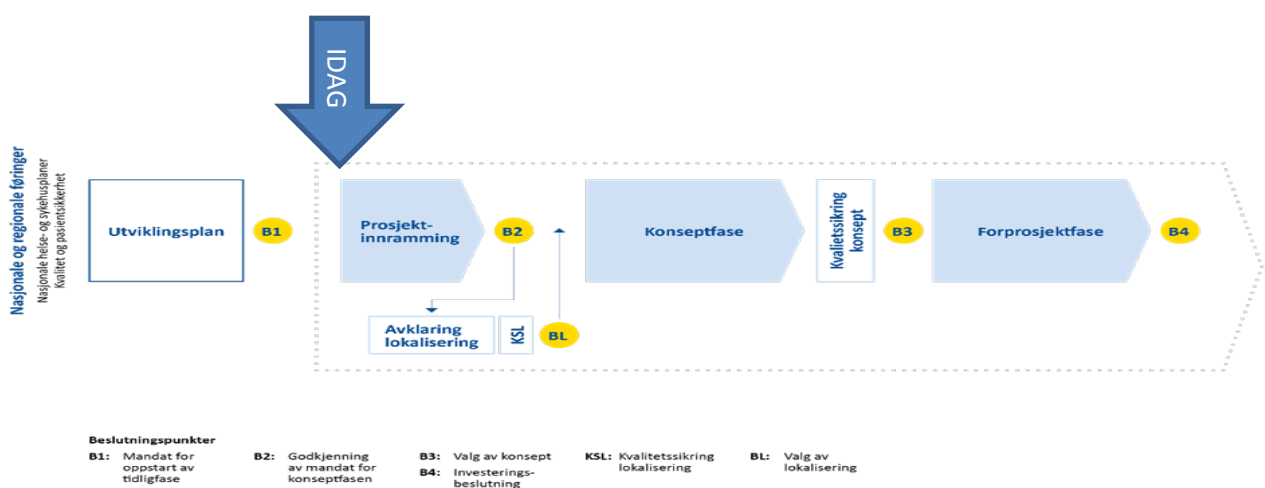 IDAG
Nasjonale og regionale føringer
Nasjonale helse- og sykehusplaner
Kvalitet og pasientsikkerhet
Utviklingsplan
B1
Prosjekt-
innramming
B2
Konseptfase
Kvalietssikring
konsept
B3
Forprosjektfase
B4
Avklaring
lokalisering
KSL
BL
Beslutningspunkter
B1: Mandat for
oppstart av
tidligfase
B2: Godkjenning
av mandat for
konseptfasen
B3: Valg av konsept
B4: Investerings-
beslutning
KSL: Kvalitetssikring
lokalisering
BL: Valg av
lokalisering